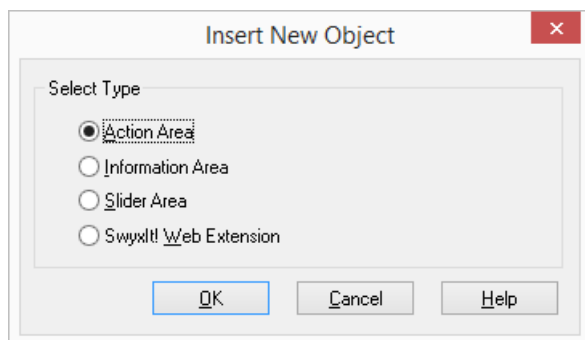 Insert New Object
Select Type
Action Area
Information Area
Slider Area
SwyxIt! Web Extension
OK Cancel Help